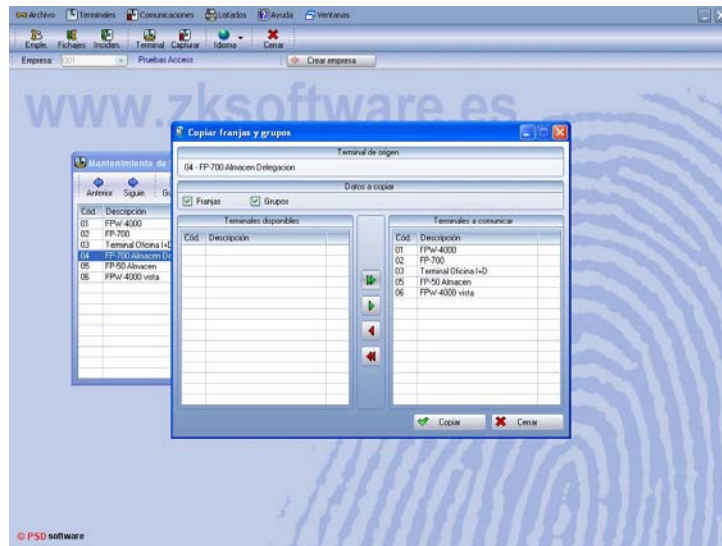 Archivo Terminales Comunicaciones Listados Ayuda Ventanas
Emple. Fichajes Inciden. Terminal Capturar Idioma Cerrar
Empresa 001 Pruebas Access Crear empresa
www.zksoftware.es
Copiar franjas y grupos
Terminal de origen
04 - FP-700 Almacen Delegacion
Datos a copiar
Franjas Grupos
Terminales disponibles
Cód. Descripción
Terminales a comunicar
Cód. Descripción
01 FPW-4000
02 FP-700
03 Terminal Oficina I+D
05 FP-50 Almacen
06 FPW-4000 vista
Copiar Cerrar
Mantenimiento de
Anterior Siguie.
Cód. Descripción
01 FPW-4000
02 FP-700
03 Terminal Oficina I+D
04 FP-700 Almacen De
05 FP-50 Almacen
06 FPW-4000 vista
© PSD software